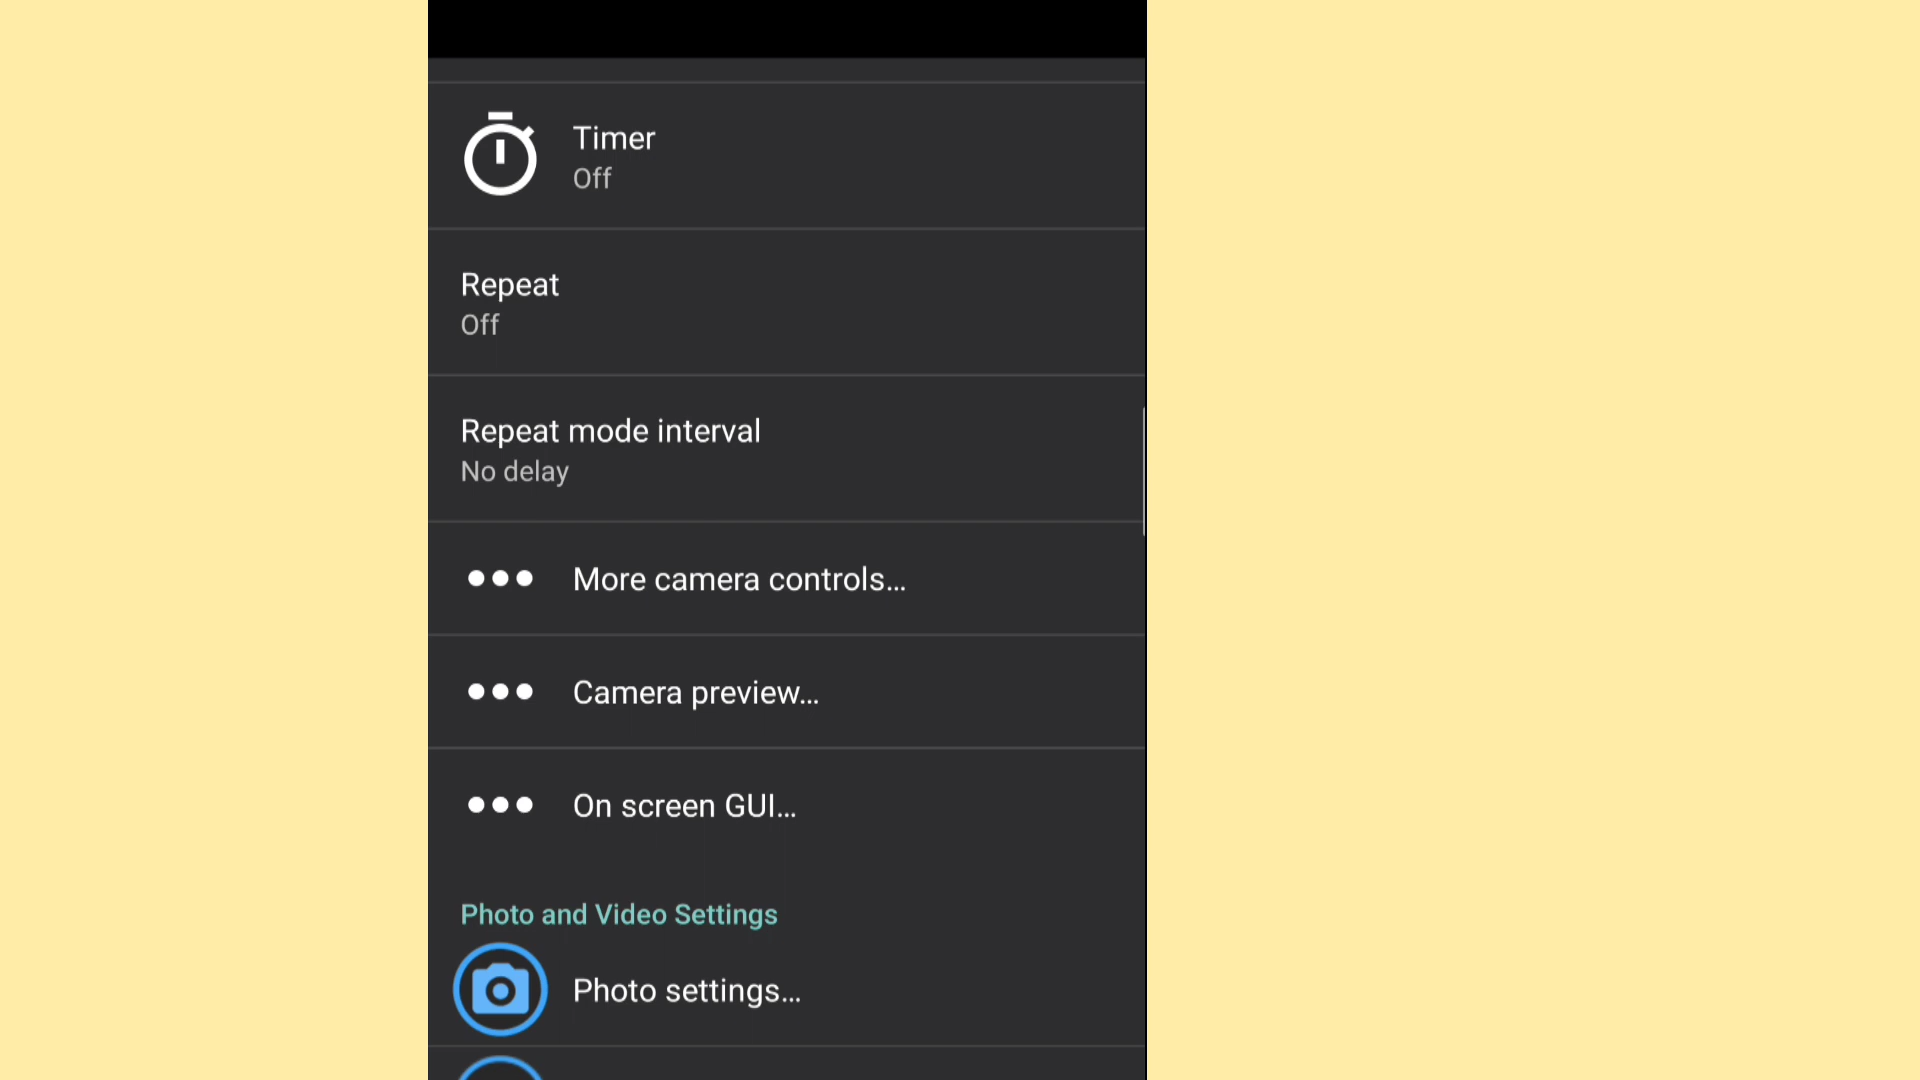 Timer
Off
Repeat
Off
Repeat mode interval
No delay
More camera controls...
Camera preview...
On screen GUI...
Photo and Video Settings
Photo settings...